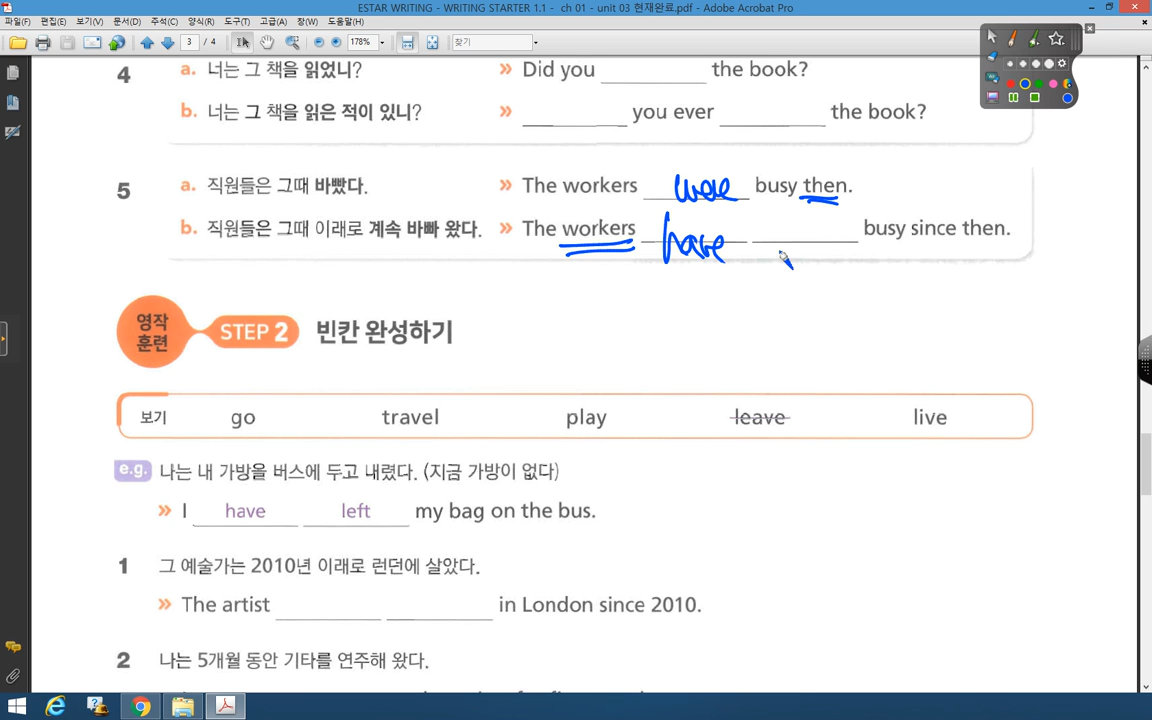 ESTAR WRITING - WRITING STARTER 1.1 - ch 01 - unit 03 현재완료.pdf - Adobe Acrobat Pro
파일(F) 편집(E) 보기(V) 문서(D) 주석(C) 양식(R) 도구(T) 고급(A) 창(W) 도움말(H)
3 / 4 178% 찾기
4 a. 너는 그 책을 읽었니? » Did you ________ the book?
b. 너는 그 책을 읽은 적이 있니? » ________ you ever ________ the book?
5 a. 직원들은 그때 바빴다. » The workers were busy then.
b. 직원들은 그때 이래로 계속 바빠 왔다. » The workers have ________ busy since then.
영작
훈련
STEP 2 빈칸 완성하기
보기 go travel play leave live
e.g. 나는 내 가방을 버스에 두고 내렸다. (지금 가방이 없다)
» I have left my bag on the bus.
1 그 예술가는 2010년 이래로 런던에 살았다.
» The artist ________ ________ in London since 2010.
2 나는 5개월 동안 기타를 연주해 왔다.